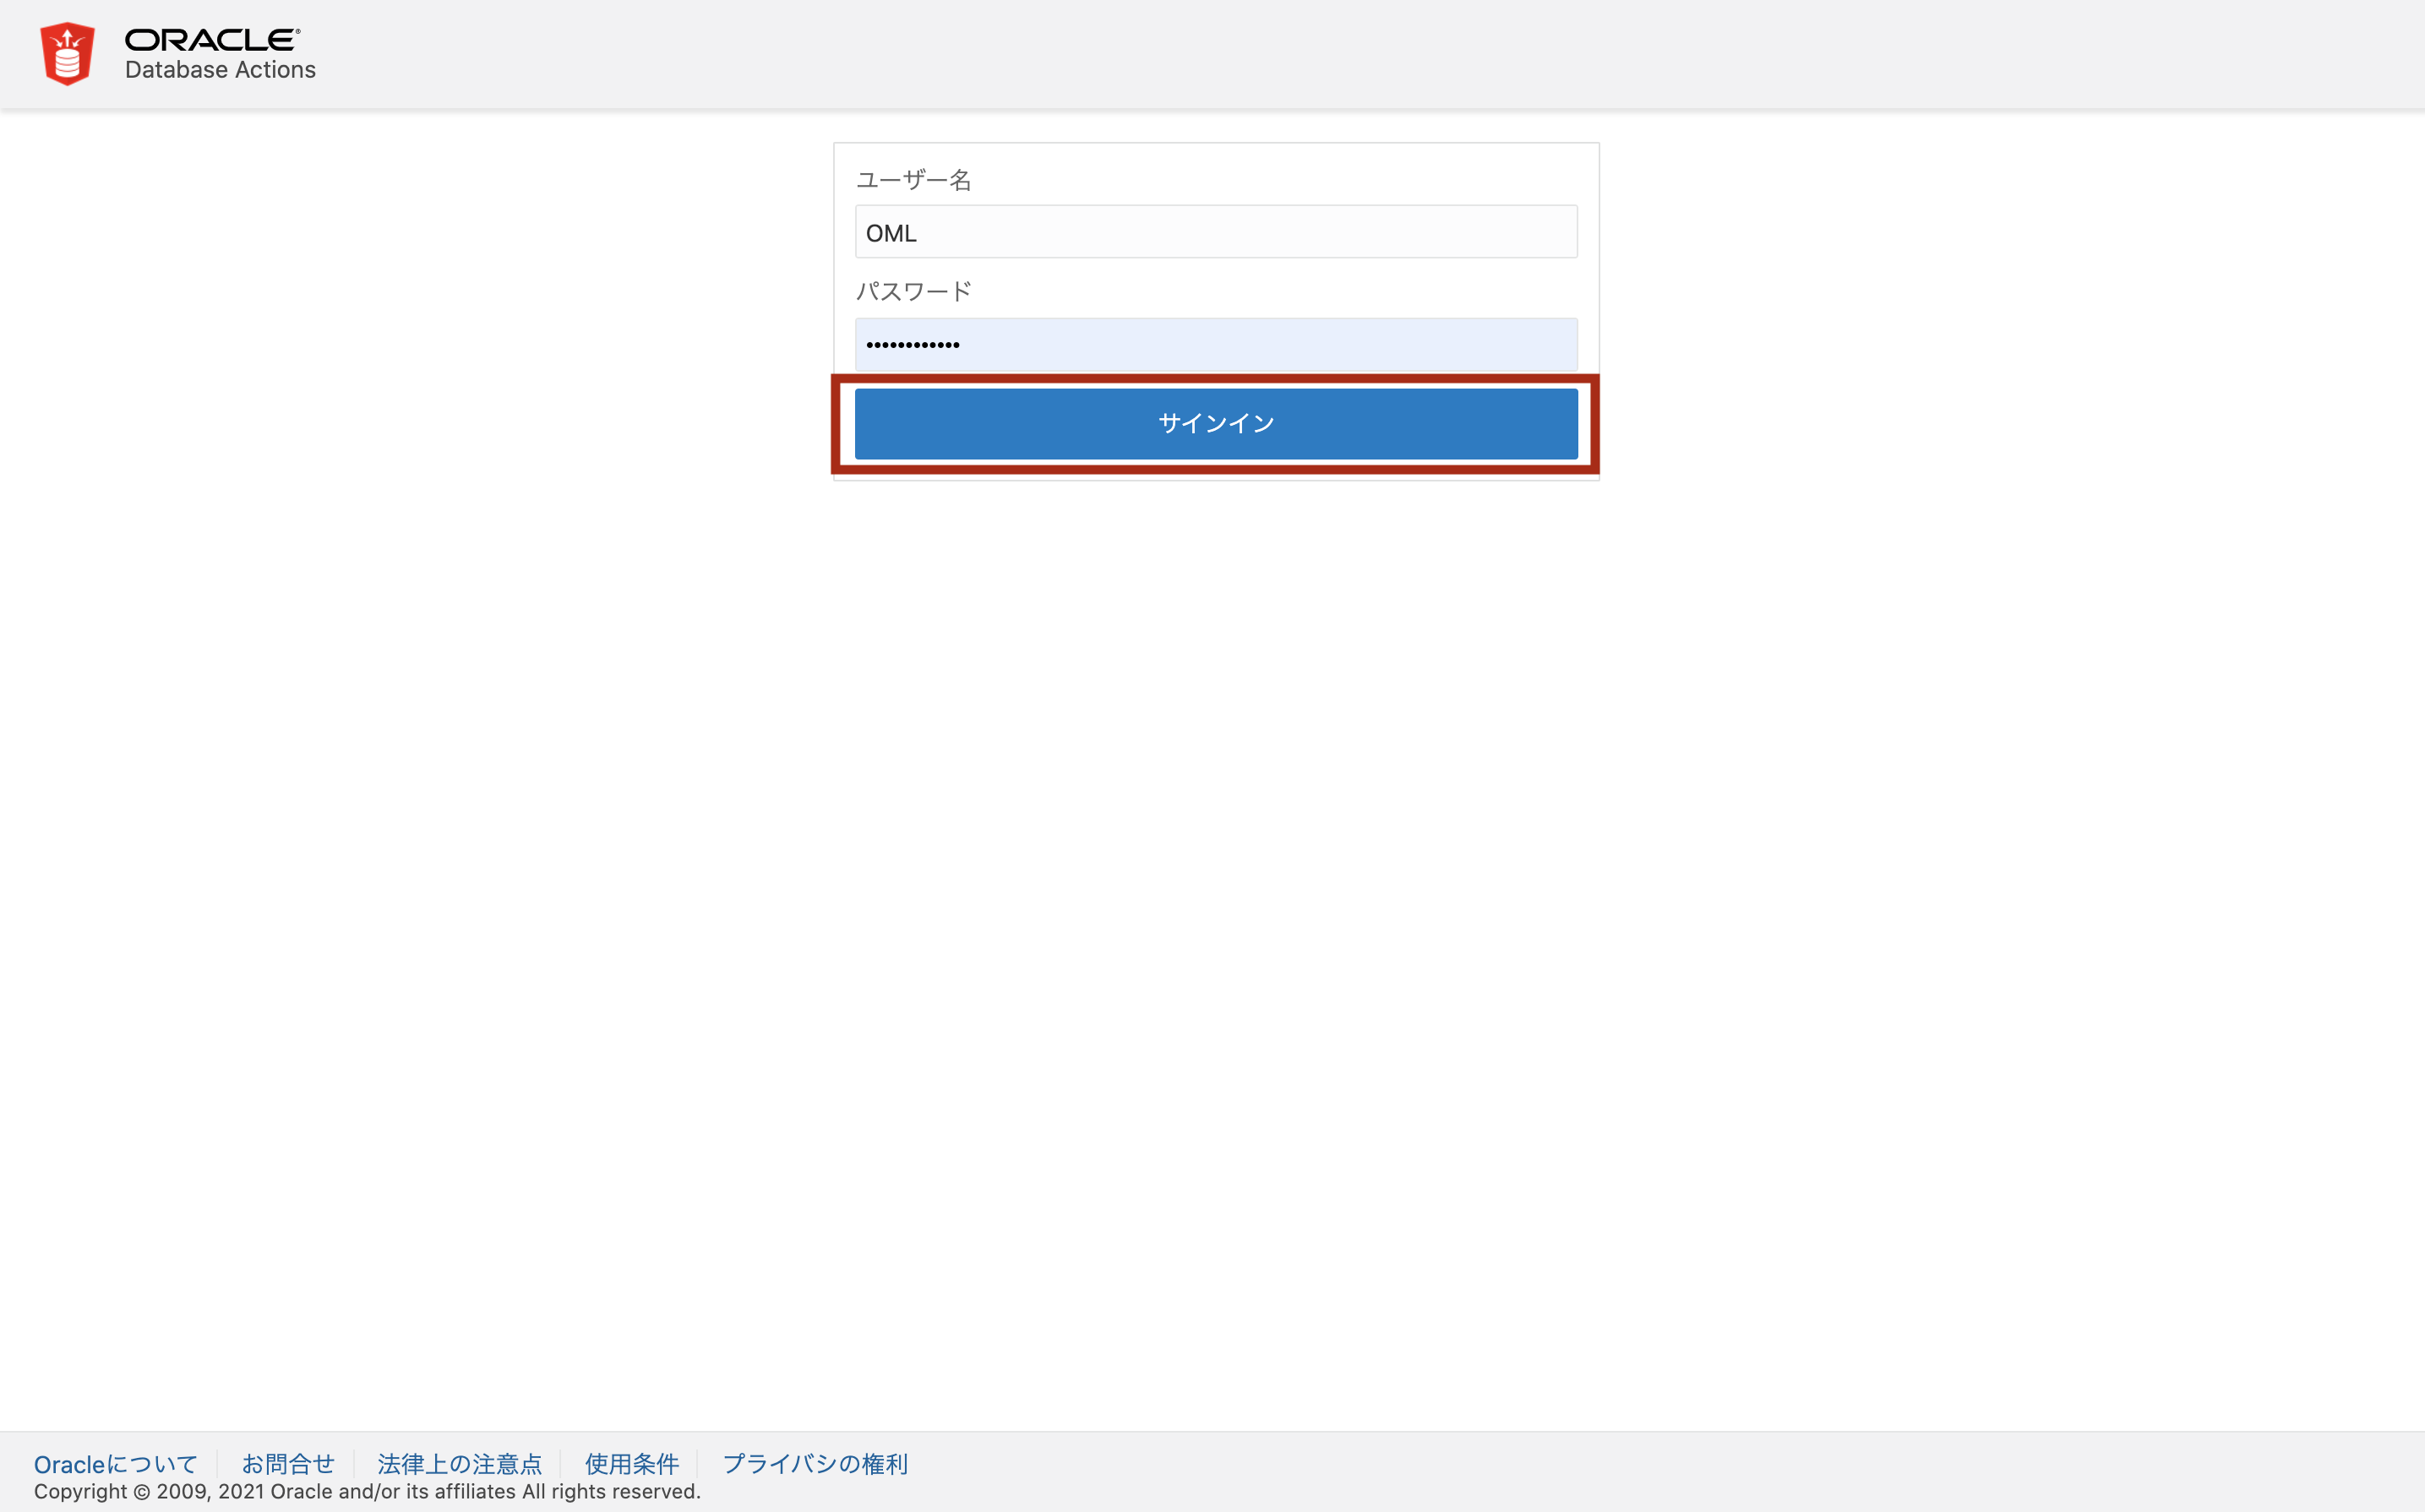 ORACLE®
Database Actions
ユーザー名
OML
パスワード
••••••••••••
サインイン
Oracleについて お問合せ 法律上の注意点 使用条件 プライバシの権利
Copyright © 2009, 2021 Oracle and/or its affiliates All rights reserved.